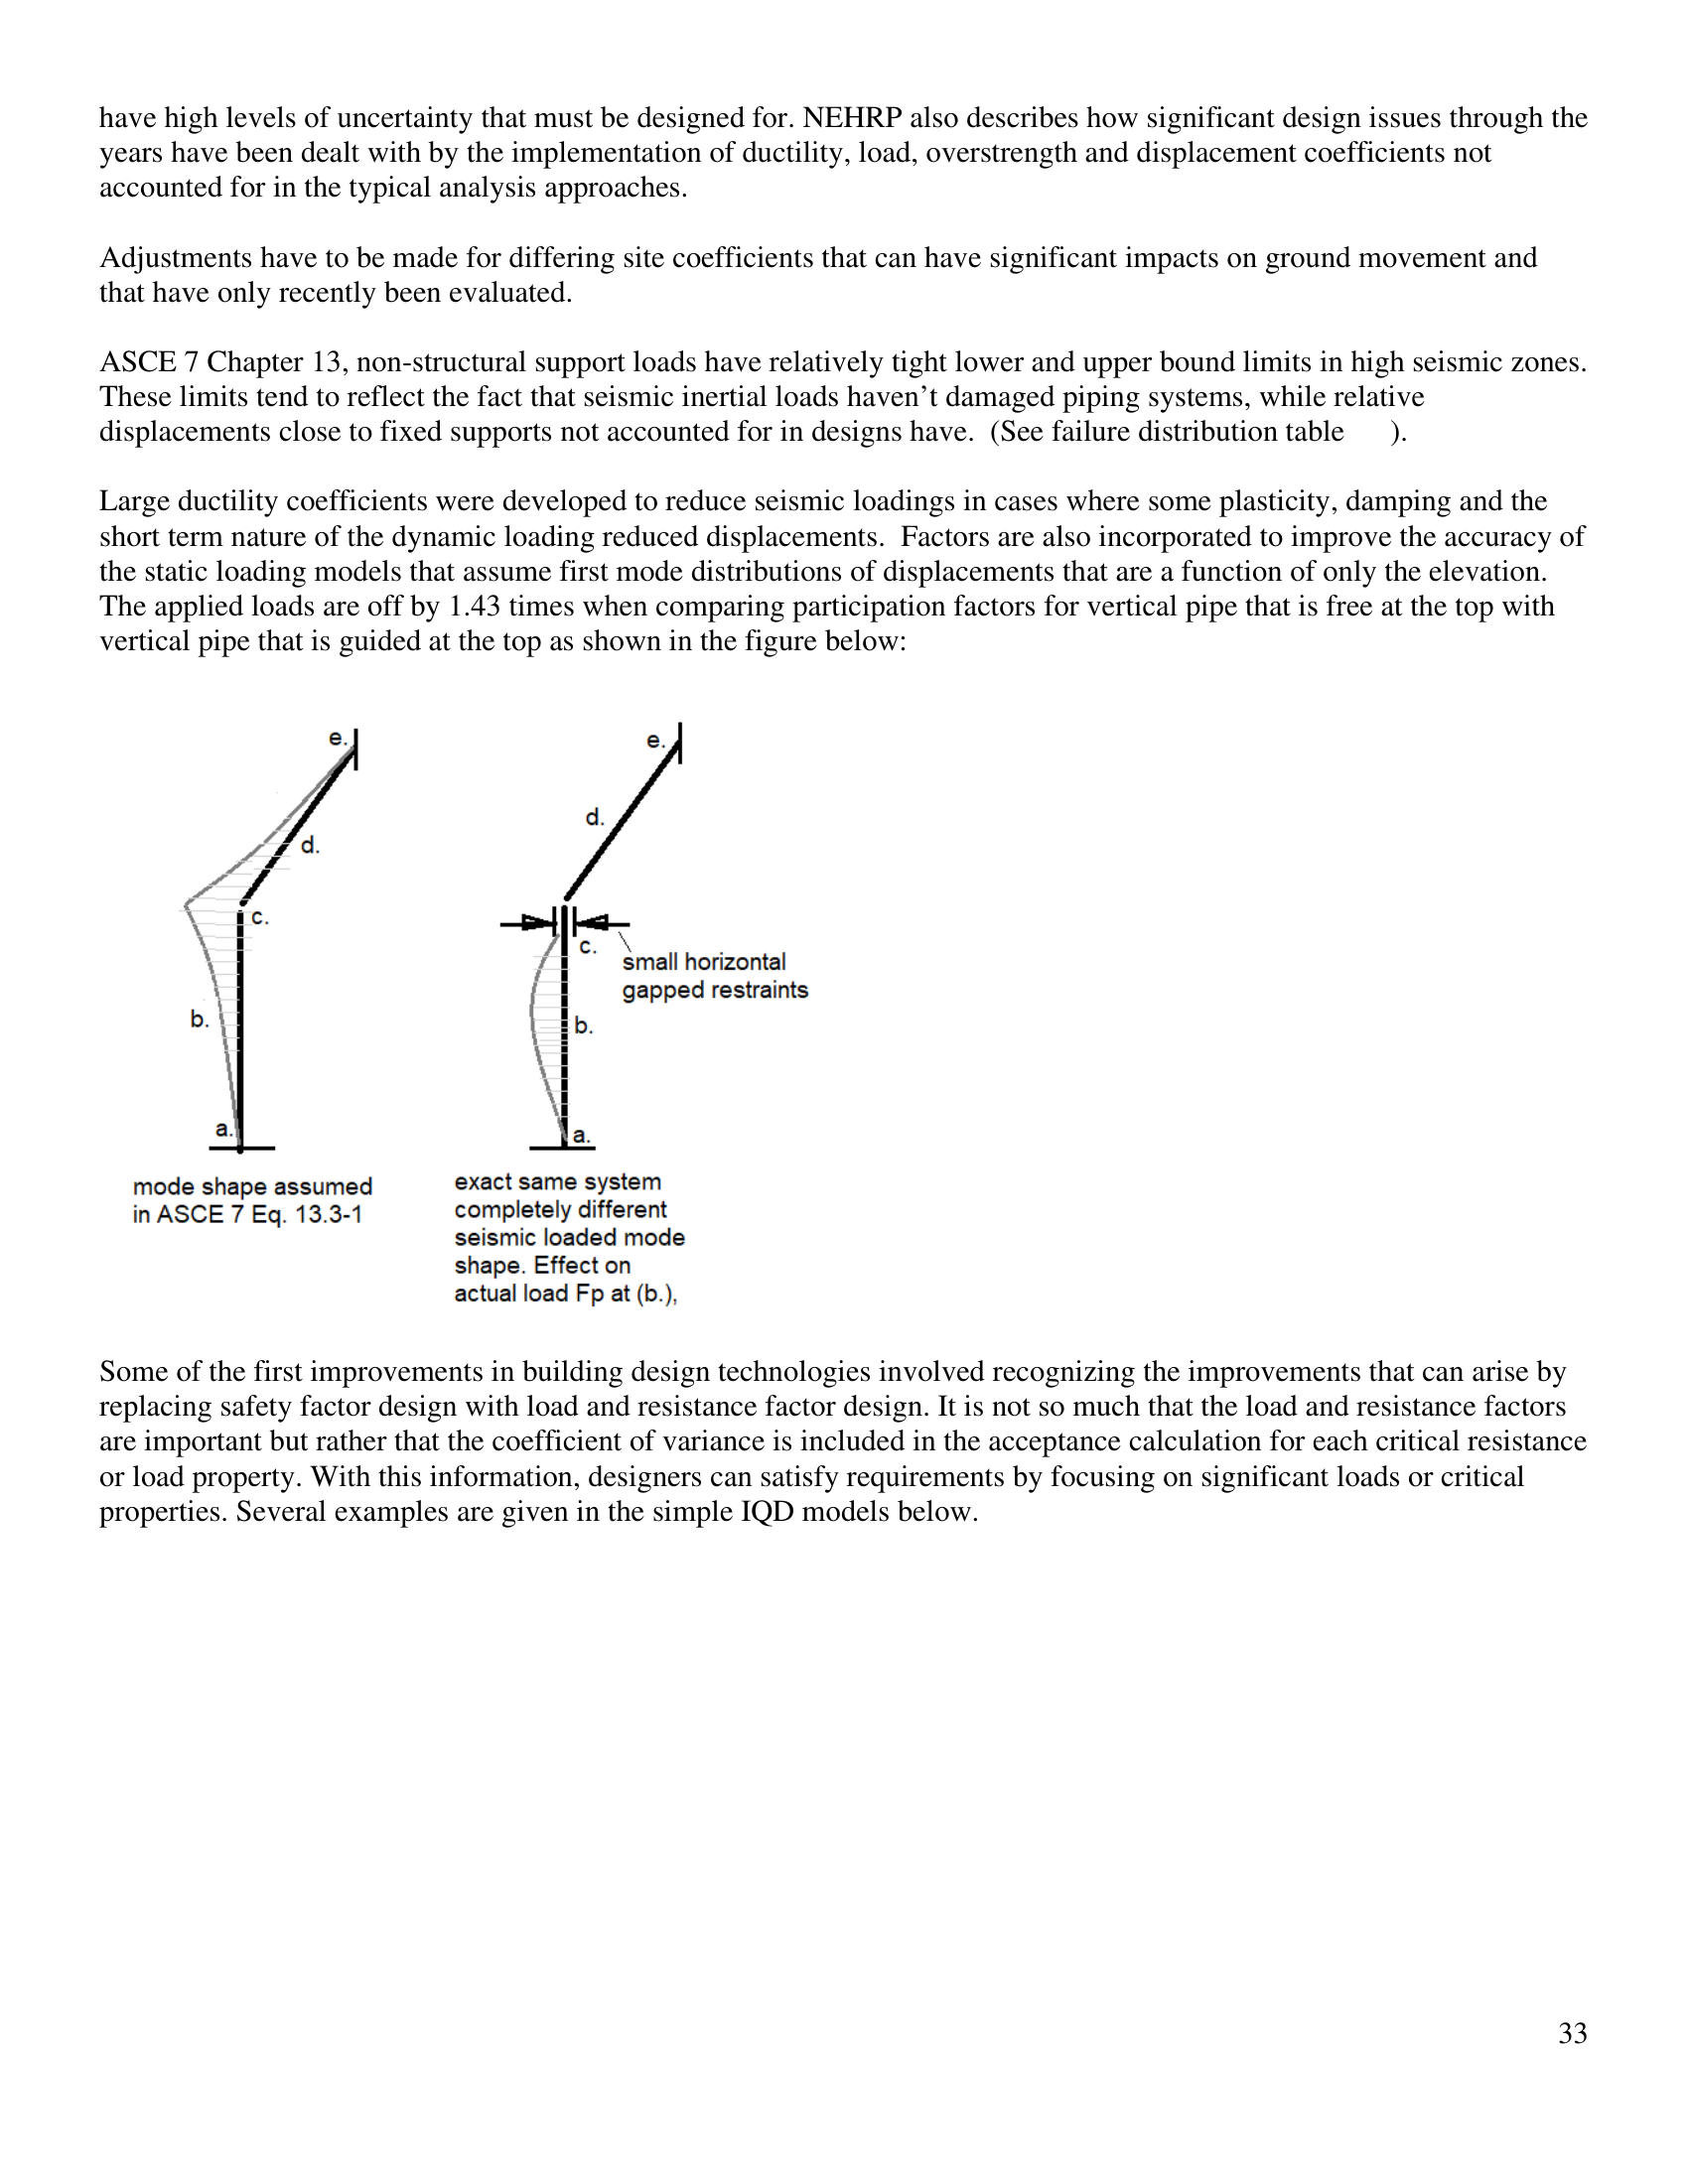 have high levels of uncertainty that must be designed for. NEHRP also describes how significant design issues through the
years have been dealt with by the implementation of ductility, load, overstrength and displacement coefficients not
accounted for in the typical analysis approaches.
Adjustments have to be made for differing site coefficients that can have significant impacts on ground movement and
that have only recently been evaluated.
ASCE 7 Chapter 13, non-structural support loads have relatively tight lower and upper bound limits in high seismic zones.
These limits tend to reflect the fact that seismic inertial loads haven’t damaged piping systems, while relative
displacements close to fixed supports not accounted for in designs have.  (See failure distribution table      ).
Large ductility coefficients were developed to reduce seismic loadings in cases where some plasticity, damping and the
short term nature of the dynamic loading reduced displacements.  Factors are also incorporated to improve the accuracy of
the static loading models that assume first mode distributions of displacements that are a function of only the elevation.
The applied loads are off by 1.43 times when comparing participation factors for vertical pipe that is free at the top with
vertical pipe that is guided at the top as shown in the figure below:
e.
d.
c.
b.
a.
mode shape assumed
in ASCE 7 Eq. 13.3-1
e.
d.
c.
small horizontal
gapped restraints
b.
a.
exact same system
completely different
seismic loaded mode
shape. Effect on
actual load Fp at (b.),
Some of the first improvements in building design technologies involved recognizing the improvements that can arise by
replacing safety factor design with load and resistance factor design. It is not so much that the load and resistance factors
are important but rather that the coefficient of variance is included in the acceptance calculation for each critical resistance
or load property. With this information, designers can satisfy requirements by focusing on significant loads or critical
properties. Several examples are given in the simple IQD models below.
33